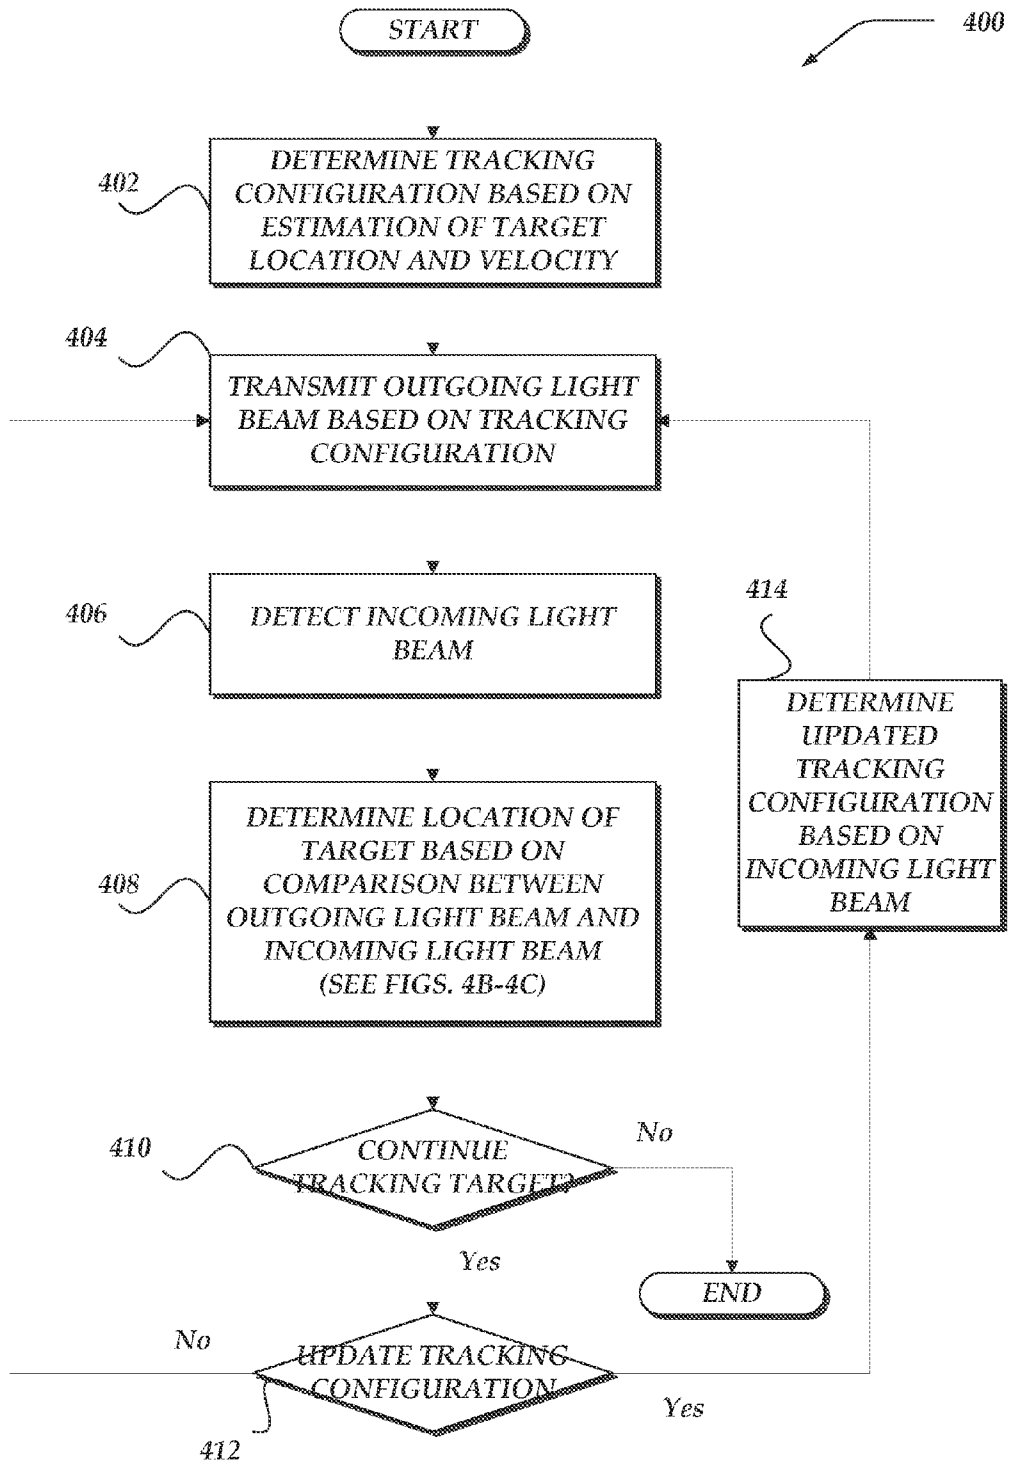 START
400
402
DETERMINE TRACKING
CONFIGURATION BASED ON
ESTIMATION OF TARGET
LOCATION AND VELOCITY
404
TRANSMIT OUTGOING LIGHT
BEAM BASED ON TRACKING
CONFIGURATION
406
DETECT INCOMING LIGHT
BEAM
414
DETERMINE
UPDATED
TRACKING
CONFIGURATION
BASED ON
INCOMING LIGHT
BEAM
408
DETERMINE LOCATION OF
TARGET BASED ON
COMPARISON BETWEEN
OUTGOING LIGHT BEAM AND
INCOMING LIGHT BEAM
(SEE FIGS. 4B-4C)
410
CONTINUE
TRACKING TARGET?
No
Yes
END
No
UPDATE TRACKING
CONFIGURATION
Yes
412